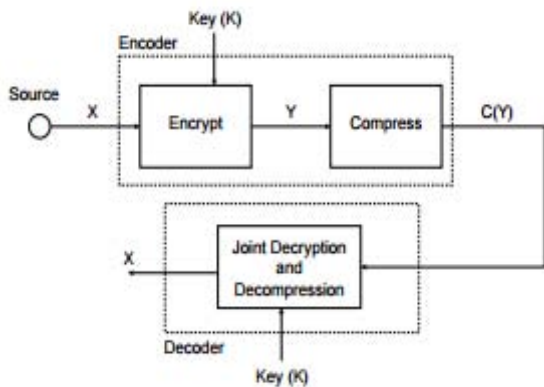 Key (K)
Encoder
Source
X
Encrypt
Y
Compress
C(Y)
X
Joint Decryption
and
Decompression
Decoder
Key (K)